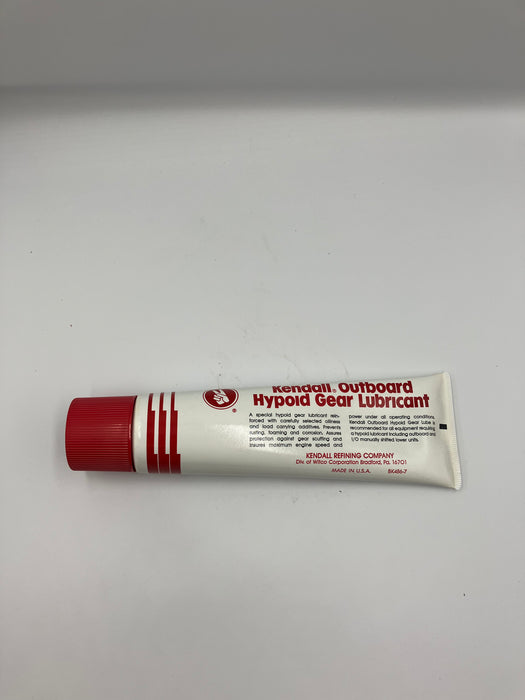 Kendall® Outboard
Hypoid Gear Lubricant
®
A special hypoid gear lubricant rein-
forced with carefully selected oiliness
and load carrying additives. Prevents
rusting, foaming and corrosion. Assures
protection against gear scuffing and
insures maximum engine speed and
power under all operating conditions.
Kendall Outboard Hypoid Gear Lube is
recommended for all equipment requiring
a hypoid lubricant including outboard and
I/O manually shifted lower units.
KENDALL REFINING COMPANY
Div. of Witco Corporation Bradford, Pa. 16701
MADE IN U.S.A. BK486-7